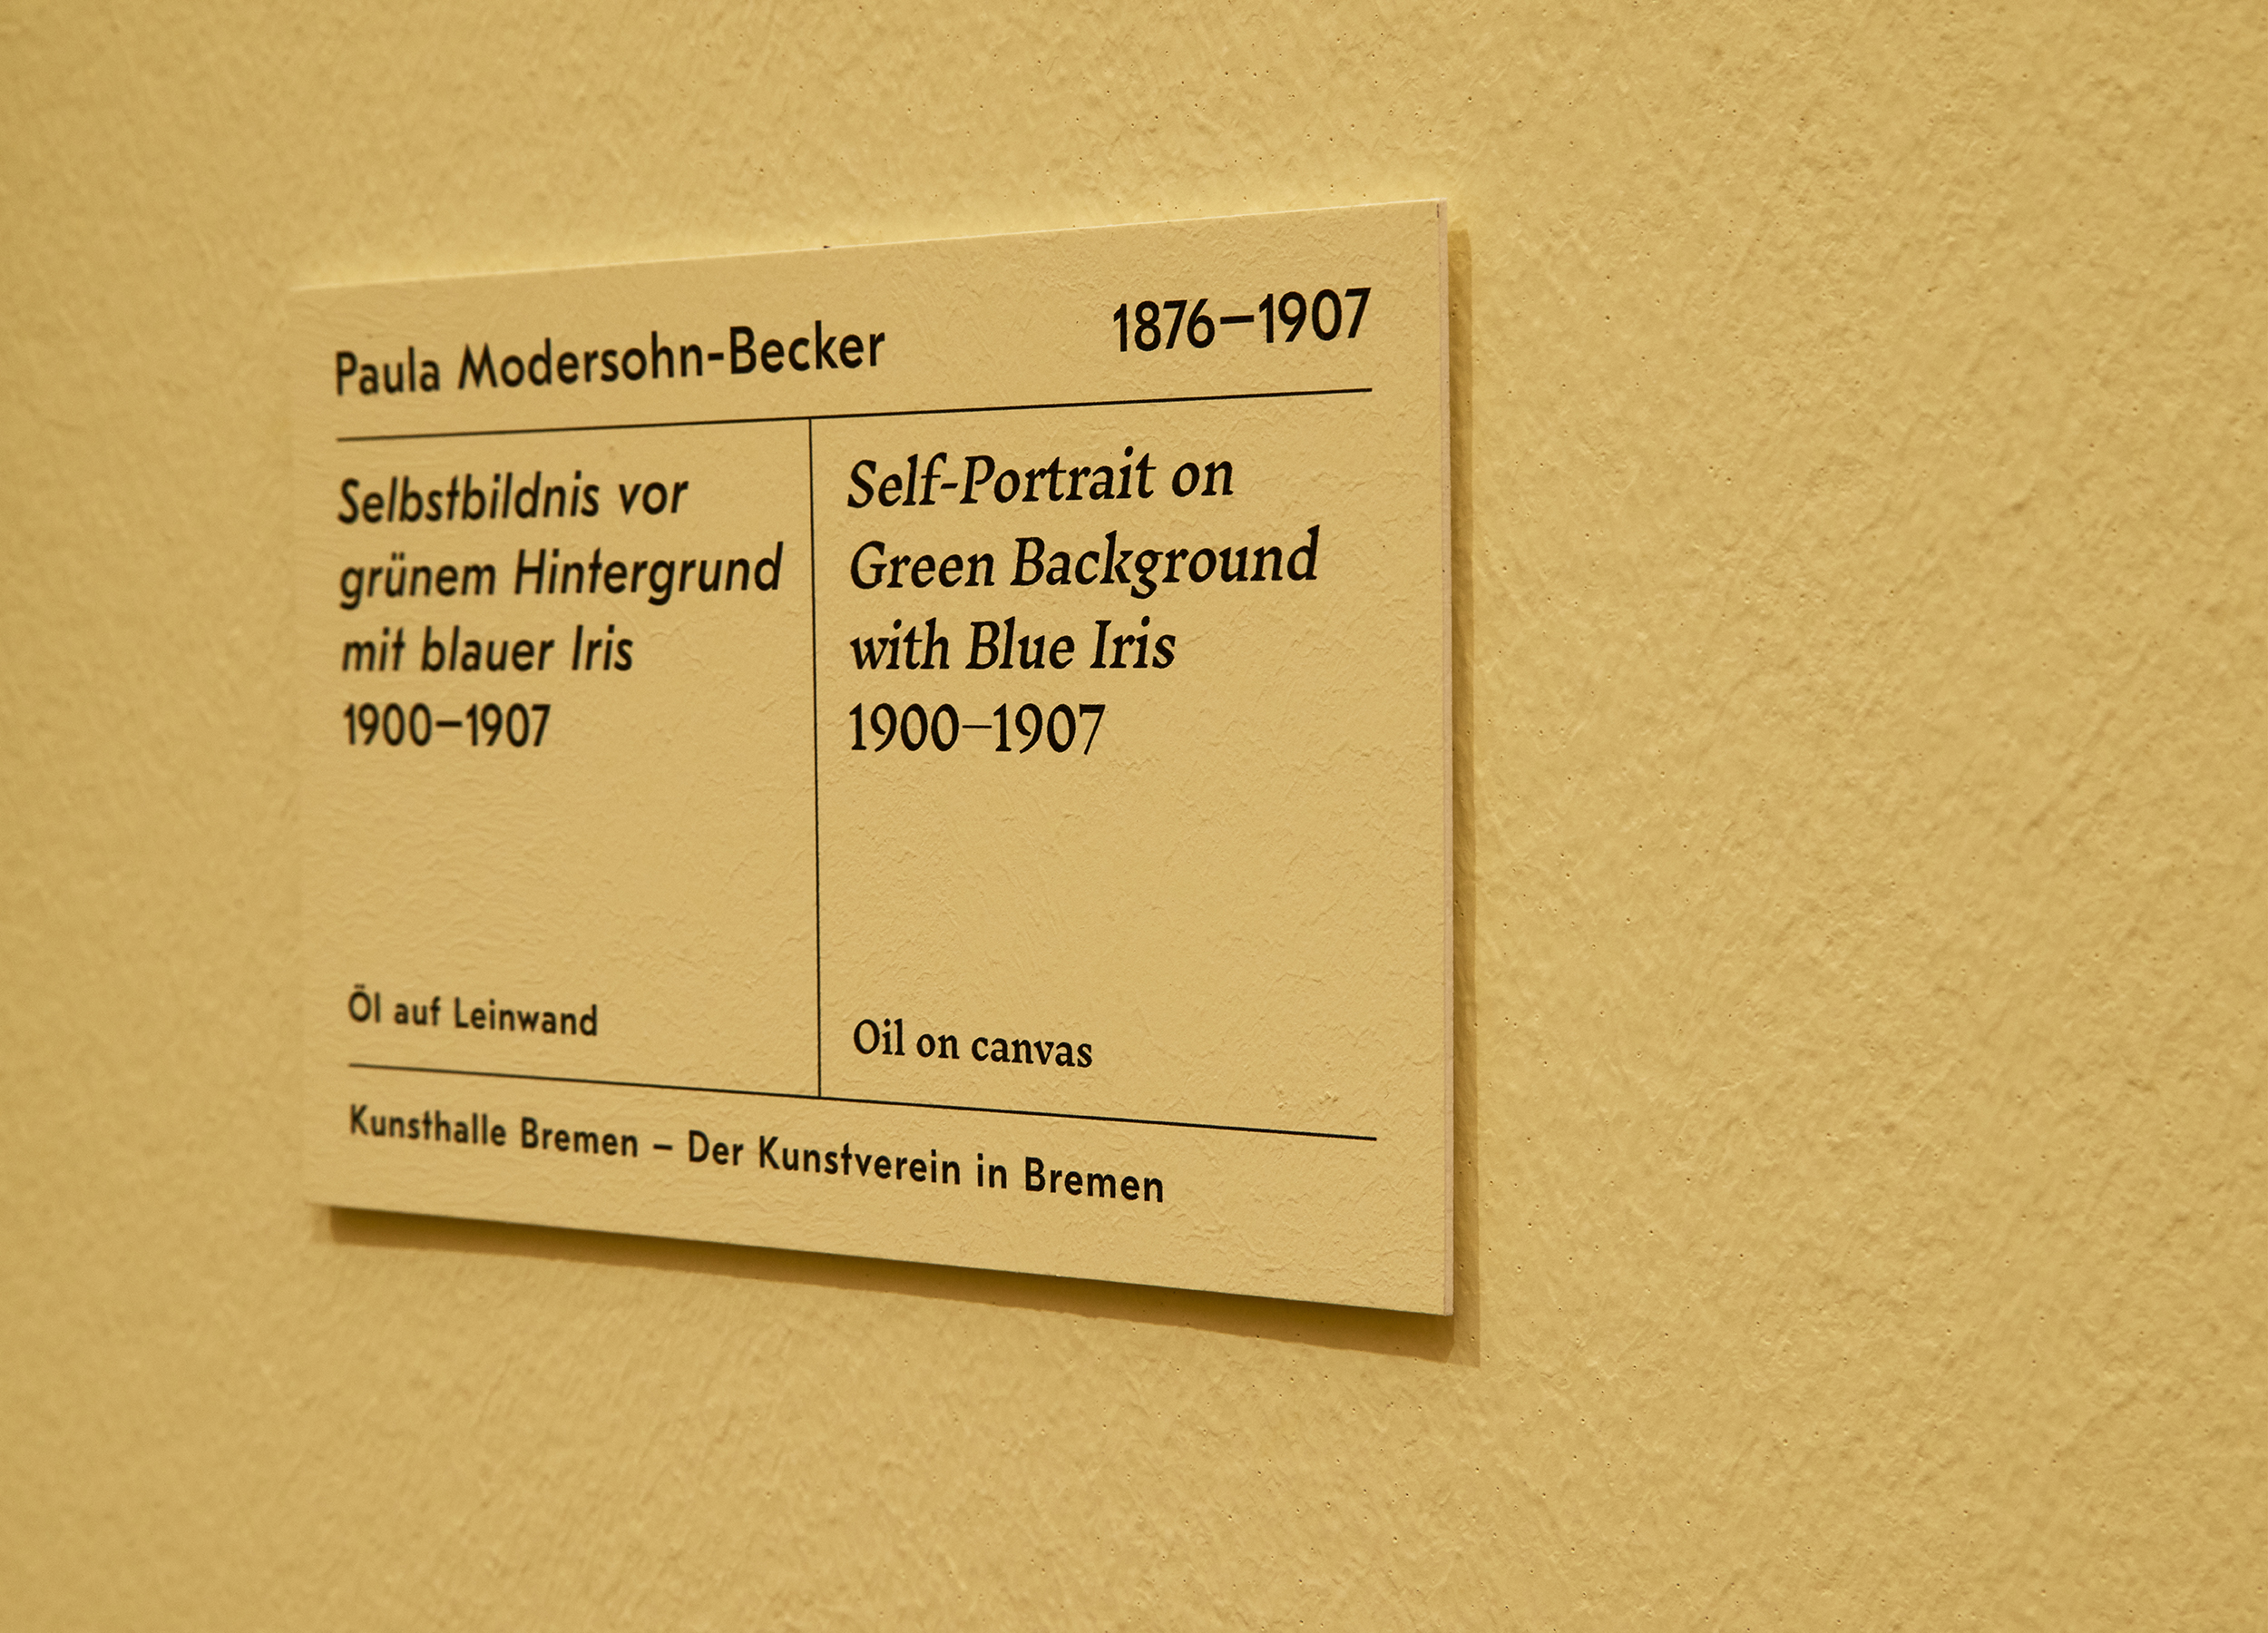 Paula Modersohn-Becker 1876–1907
Selbstbildnis vor
grünem Hintergrund
mit blauer Iris
1900–1907
Öl auf Leinwand
Self-Portrait on
Green Background
with Blue Iris
1900–1907
Oil on canvas
Kunsthalle Bremen – Der Kunstverein in Bremen